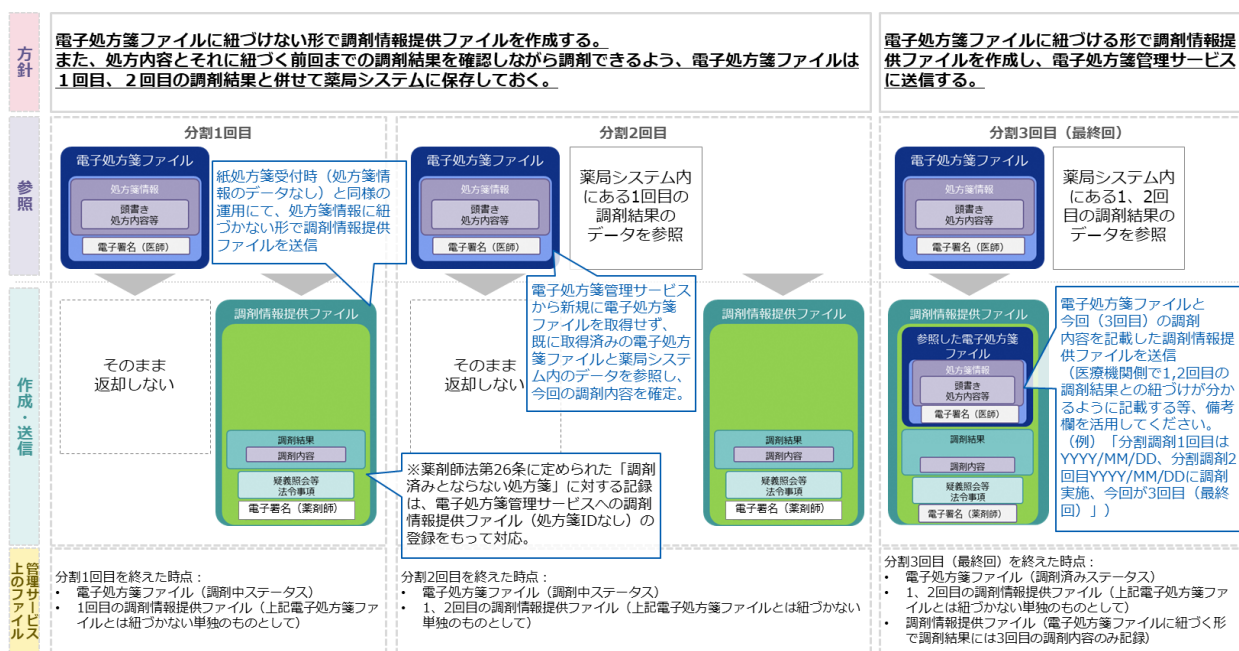 方針
電子処方箋ファイルに紐づけない形で調剤情報提供ファイルを作成する。
また、処方内容とそれに紐づく前回までの調剤結果を確認しながら調剤できるよう、電子処方箋ファイルは
１回目、２回目の調剤結果と併せて薬局システムに保存しておく。
電子処方箋ファイルに紐づける形で調剤情報提
供ファイルを作成し、電子処方箋管理サービス
に送信する。
参照
分割1回目
電子処方箋ファイル
処方箋情報
頭書き
処方内容等
電子署名（医師）
紙処方箋受付時（処方箋情
報のデータなし）と同様の
運用にて、処方箋情報に紐
づかない形で調剤情報提供
ファイルを送信
分割2回目
電子処方箋ファイル
処方箋情報
頭書き
処方内容等
電子署名（医師）
薬局システム内
にある1回目の
調剤結果の
データを参照
電子処方箋管理サービス
から新規に電子処方箋
ファイルを取得せず、
既に取得済みの電子処方
箋ファイルと薬局システ
ム内のデータを参照し、
今回の調剤内容を確定。
分割3回目（最終回）
電子処方箋ファイル
処方箋情報
頭書き
処方内容等
電子署名（医師）
薬局システム内
にある1、2回
目の調剤結果の
データを参照
作成・送信
そのまま
返却しない
調剤情報提供ファイル
調剤結果
調剤内容
疑義照会等
法令事項
電子署名（薬剤師）
※薬剤師法第26条に定められた「調剤
済みとならない処方箋」に対する記録
は、電子処方箋管理サービスへの調剤
情報提供ファイル（処方箋IDなし）の
登録をもって対応。
そのまま
返却しない
調剤情報提供ファイル
調剤結果
調剤内容
疑義照会等
法令事項
電子署名（薬剤師）
調剤情報提供ファイル
参照した電子処方箋
ファイル
処方箋情報
頭書き
処方内容等
電子署名（医師）
調剤結果
調剤内容
疑義照会等
法令事項
電子署名（薬剤師）
電子処方箋ファイルと
今回（3回目）の調剤
内容を記載した調剤情報提
供ファイルを送信
（医療機関側で1,2回目の
調剤結果との紐づけが分か
るように記載する等、備考
欄を活用してください。
（例）「分割調剤1回目は
YYYY/MM/DD、分割調剤2
回目YYYY/MM/DDに調剤
実施、今回が3回目（最終
回）」）
管理サービス
上のファイル
分割1回目を終えた時点：
• 電子処方箋ファイル（調剤中ステータス）
• 1回目の調剤情報提供ファイル（上記電子処方箋ファ
イルとは紐づかない単独のものとして）
分割2回目を終えた時点：
• 電子処方箋ファイル（調剤中ステータス）
• 1、2回目の調剤情報提供ファイル（上記電子処方箋ファイルとは紐づかない
単独のものとして）
分割3回目（最終回）を終えた時点：
• 電子処方箋ファイル（調剤済みステータス）
• 1、2回目の調剤情報提供ファイル（上記電子処方箋ファ
イルとは紐づかない単独のものとして）
• 調剤情報提供ファイル（電子処方箋ファイルに紐づく形
で調剤結果には3回目の調剤内容のみ記録）